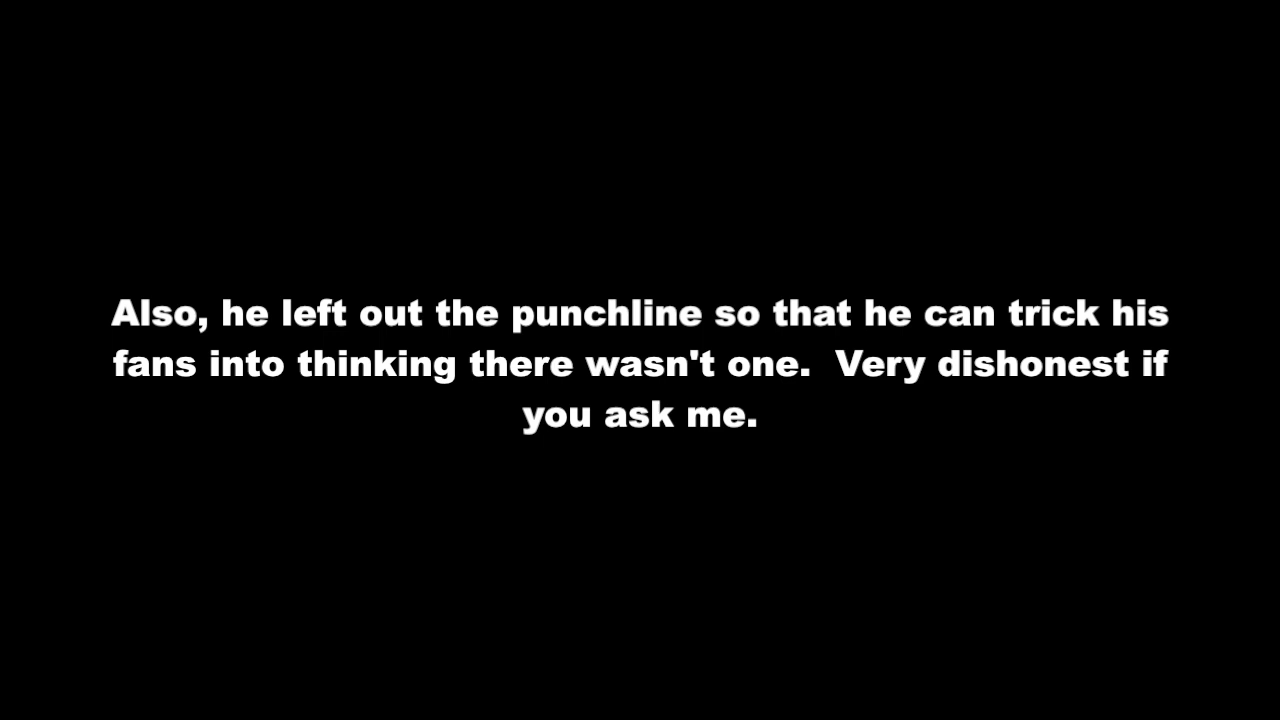 Also, he left out the punchline so that he can trick his
fans into thinking there wasn't one.  Very dishonest if
you ask me.